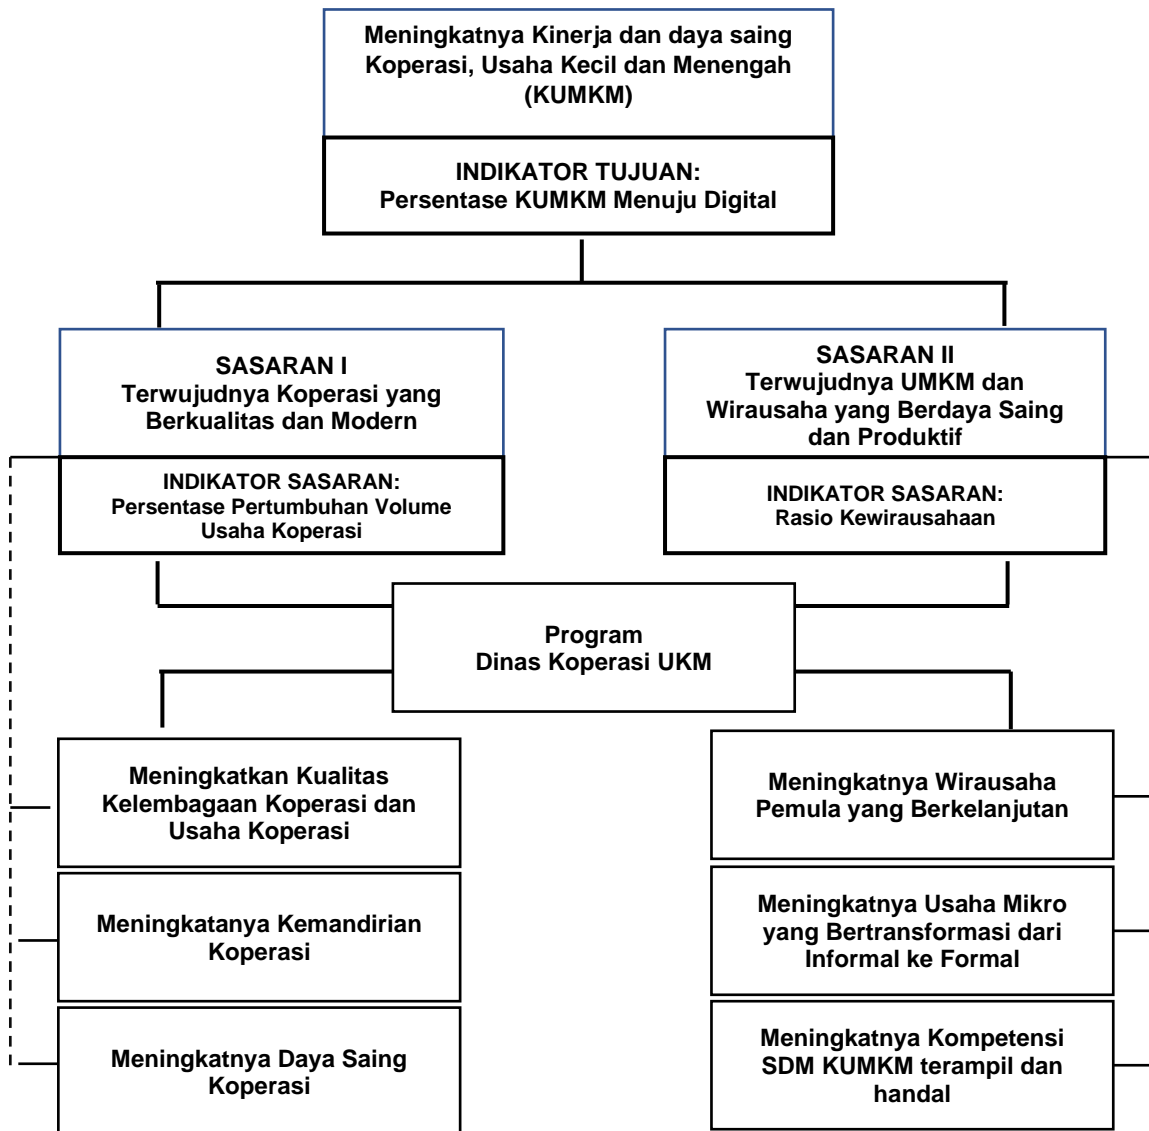 Meningkatnya Kinerja dan daya saing
Koperasi, Usaha Kecil dan Menengah
(KUMKM)
INDIKATOR TUJUAN:
Persentase KUMKM Menuju Digital
SASARAN I
Terwujudnya Koperasi yang
Berkualitas dan Modern
INDIKATOR SASARAN:
Persentase Pertumbuhan Volume
Usaha Koperasi
SASARAN II
Terwujudnya UMKM dan
Wirausaha yang Berdaya Saing
dan Produktif
INDIKATOR SASARAN:
Rasio Kewirausahaan
Program
Dinas Koperasi UKM
Meningkatkan Kualitas
Kelembagaan Koperasi dan
Usaha Koperasi
Meningkatanya Kemandirian
Koperasi
Meningkatnya Daya Saing
Koperasi
Meningkatnya Wirausaha
Pemula yang Berkelanjutan
Meningkatnya Usaha Mikro
yang Bertransformasi dari
Informal ke Formal
Meningkatnya Kompetensi
SDM KUMKM terampil dan
handal